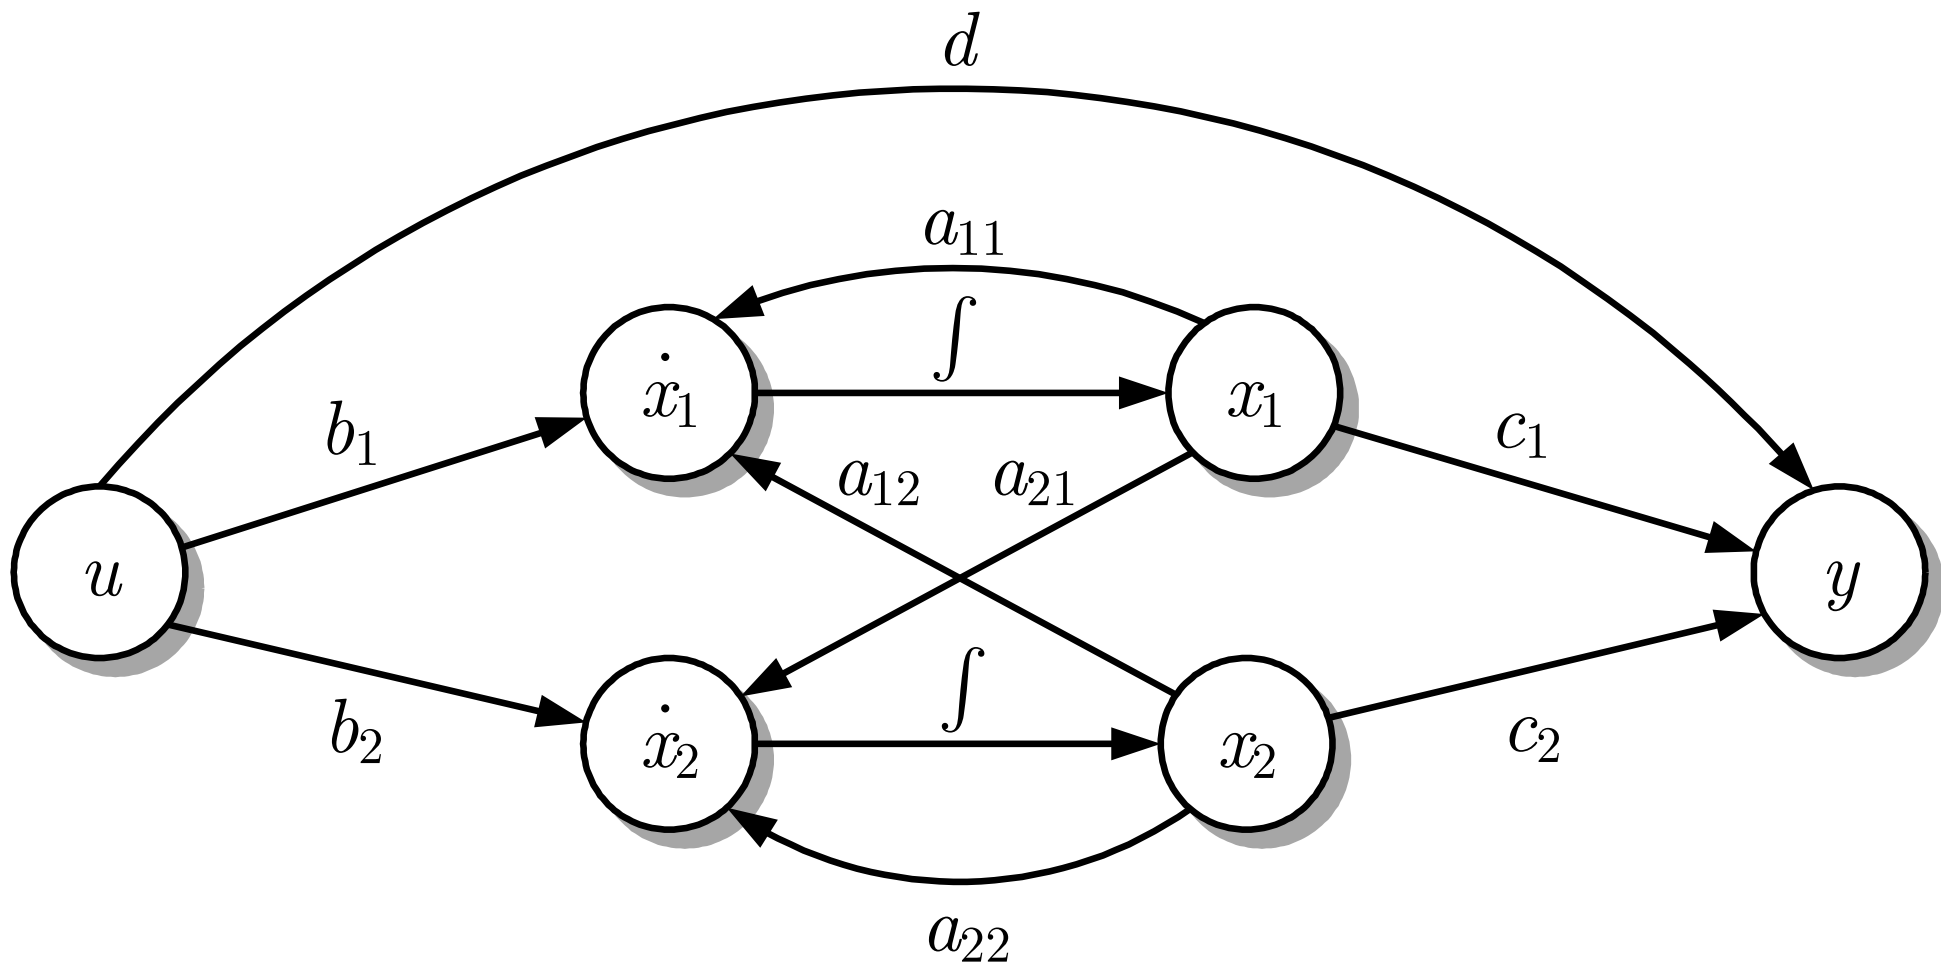 d
a₁₁
∫
ẋ₁
x₁
b₁
c₁
a₁₂
a₂₁
u
y
∫
ẋ₂
x₂
b₂
c₂
a₂₂